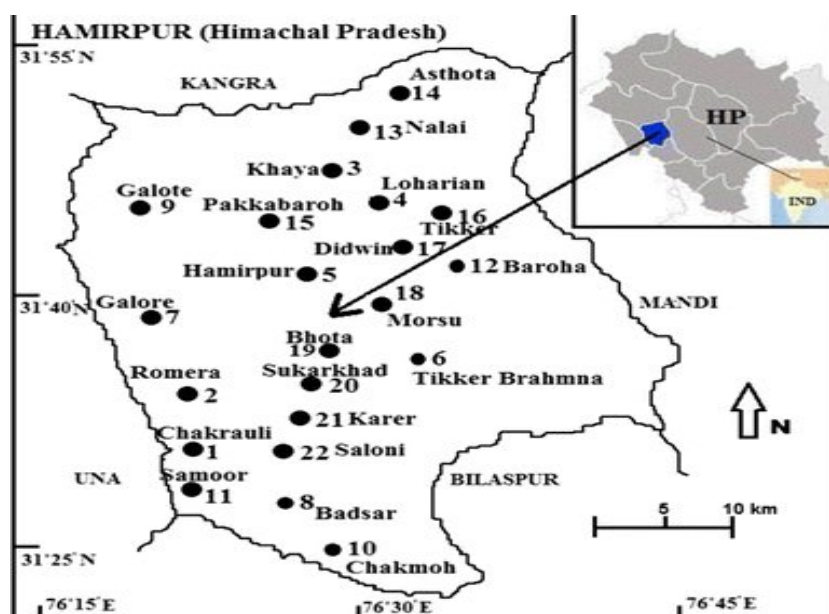 HAMIRPUR (Himachal Pradesh)
31°55'N
KANGRA
Asthota
14
13 Nalai
Khaya 3
Loharian
4
Galote
9
Pakkabaroh
15
16
Tikker
Didwin 17
12 Baroha
Hamirpur 5
31°40'N
Galore
7
18
Morsu
MANDI
Bhota
19
6
Tikker Brahmna
Sukarkhad
20
Romera
2
21 Karer
Chakrauli
1
22 Saloni
Samoor
11
UNA
BILASPUR
8
Badsar
10
Chakmoh
N
5 10 km
31°25'N
76°15'E
76°30'E
76°45'E
HP
IND